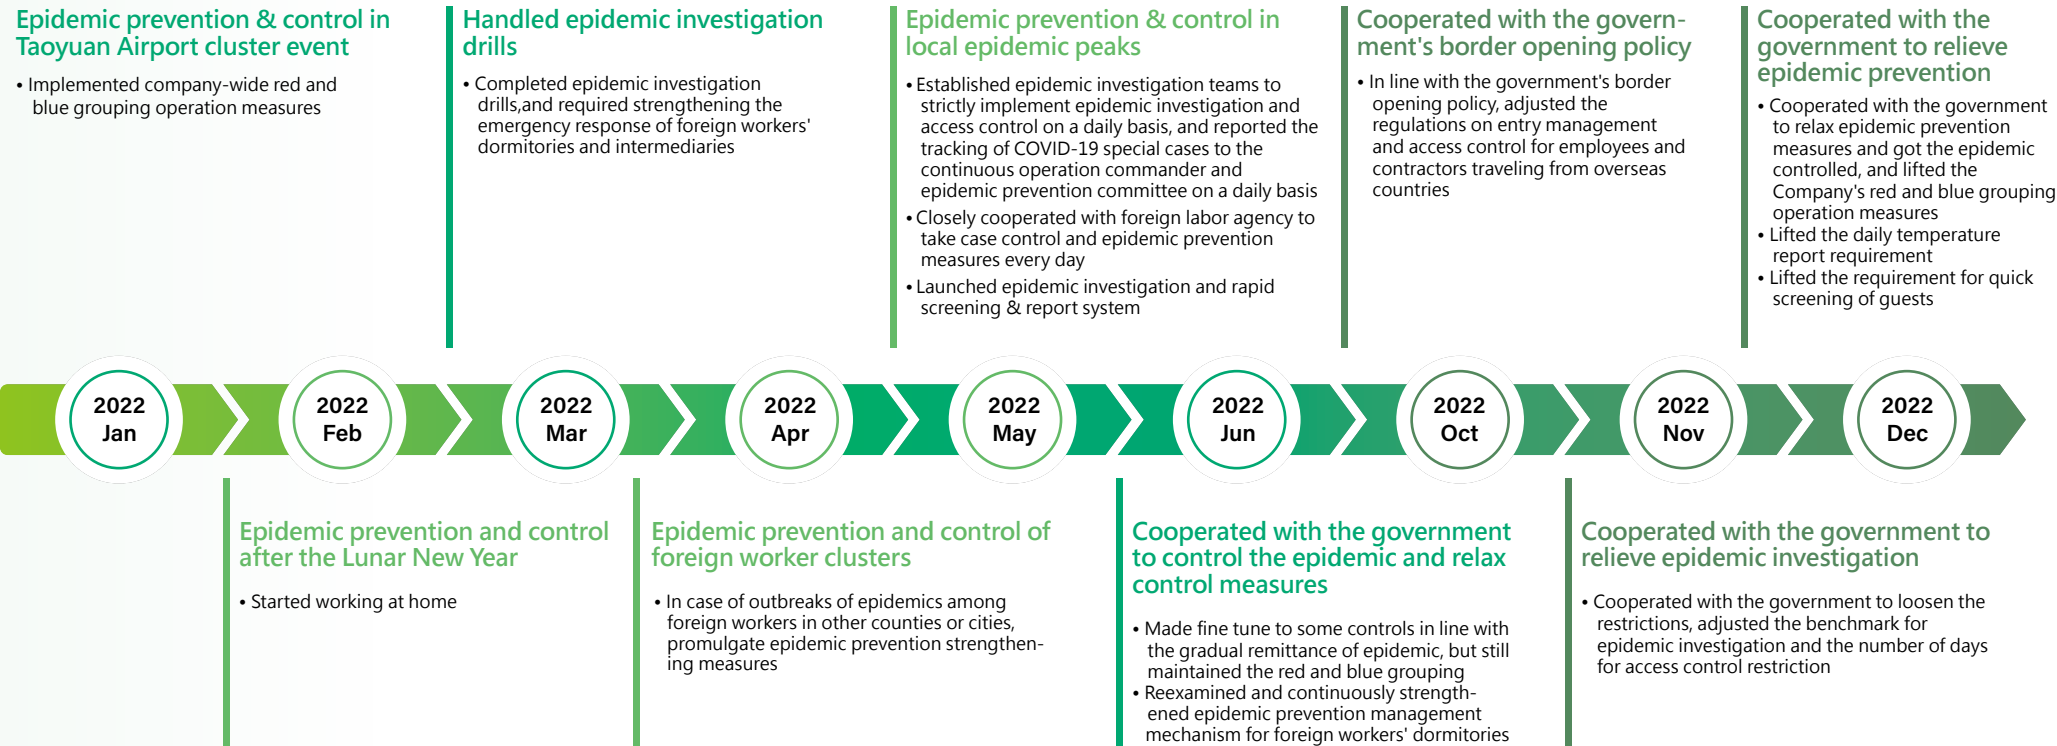 Epidemic prevention & control in
Taoyuan Airport cluster event
• Implemented company-wide red and
blue grouping operation measures
Handled epidemic investigation
drills
• Completed epidemic investigation
drills,and required strengthening the
emergency response of foreign workers'
dormitories and intermediaries
Epidemic prevention & control in
local epidemic peaks
• Established epidemic investigation teams to
strictly implement epidemic investigation and
access control on a daily basis, and reported the
tracking of COVID-19 special cases to the
continuous operation commander and
epidemic prevention committee on a daily basis
• Closely cooperated with foreign labor agency to
take case control and epidemic prevention
measures every day
• Launched epidemic investigation and rapid
screening & report system
Cooperated with the govern-
ment's border opening policy
• In line with the government's border
opening policy, adjusted the
regulations on entry management
and access control for employees and
contractors traveling from overseas
countries
Cooperated with the
government to relieve
epidemic prevention
• Cooperated with the government
to relax epidemic prevention
measures and got the epidemic
controlled, and lifted the
Company's red and blue grouping
operation measures
• Lifted the daily temperature
report requirement
• Lifted the requirement for quick
screening of guests
2022
Jan
2022
Feb
2022
Mar
2022
Apr
2022
May
2022
Jun
2022
Oct
2022
Nov
2022
Dec
Epidemic prevention and control
after the Lunar New Year
• Started working at home
Epidemic prevention and control of
foreign worker clusters
• In case of outbreaks of epidemics among
foreign workers in other counties or cities,
promulgate epidemic prevention strengthen-
ing measures
Cooperated with the government
to control the epidemic and relax
control measures
• Made fine tune to some controls in line with
the gradual remittance of epidemic, but still
maintained the red and blue grouping
• Reexamined and continuously strength-
ened epidemic prevention management
mechanism for foreign workers' dormitories
Cooperated with the government to
relieve epidemic investigation
• Cooperated with the government to loosen the
restrictions, adjusted the benchmark for
epidemic investigation and the number of days
for access control restriction